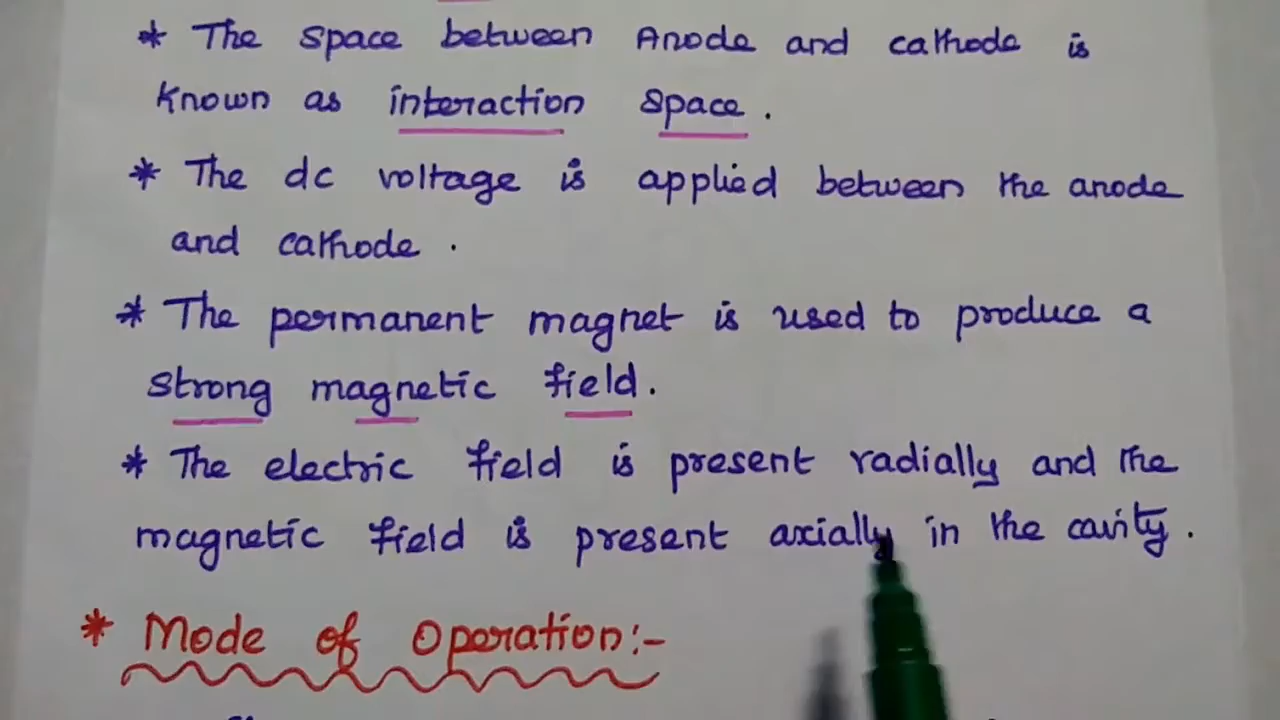 * The space between Anode and cathode is
known as interaction space.
* The dc voltage is applied between the anode
and cathode.
* The permanent magnet is used to produce a
strong magnetic field.
* The electric field is present radially and the
magnetic field is present axially in the cavity.
* Mode of Operation:-